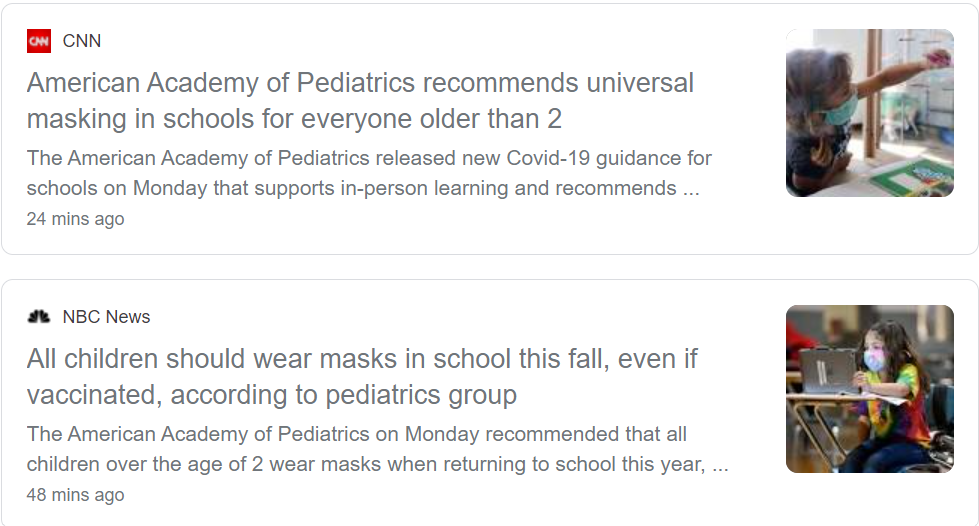 CNN CNN
American Academy of Pediatrics recommends universal
masking in schools for everyone older than 2
The American Academy of Pediatrics released new Covid-19 guidance for
schools on Monday that supports in-person learning and recommends ...
24 mins ago
NBC News
All children should wear masks in school this fall, even if
vaccinated, according to pediatrics group
The American Academy of Pediatrics on Monday recommended that all
children over the age of 2 wear masks when returning to school this year, ...
48 mins ago